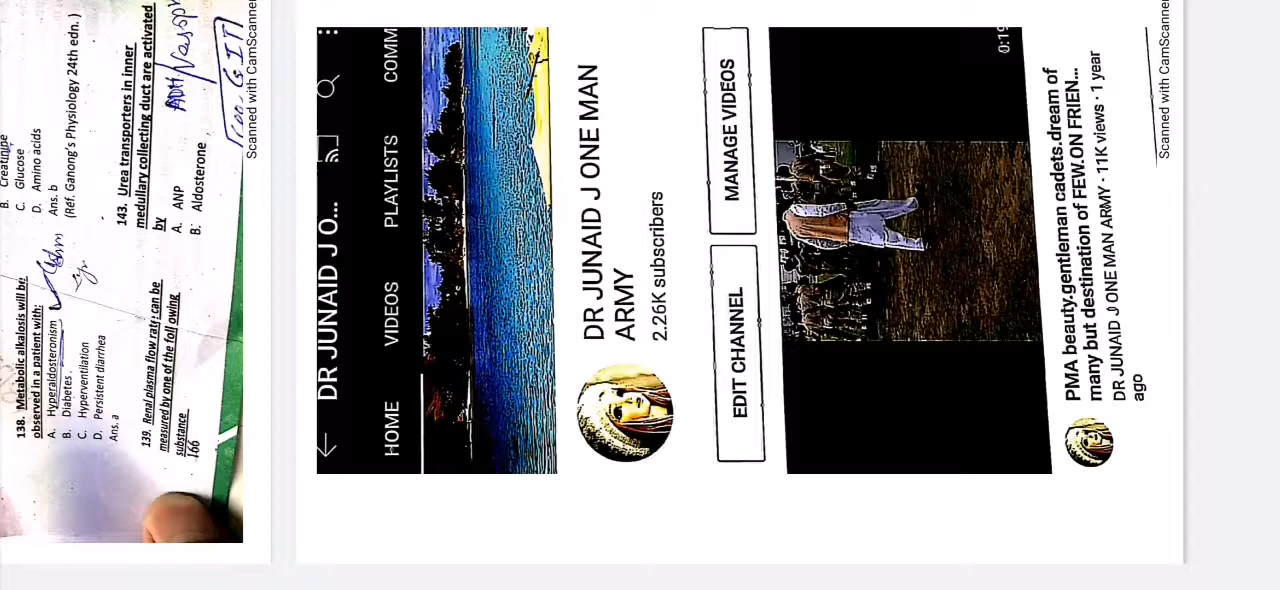 138. Metabolic alkalosis will be
observed in a patient with:
A. Hyperaldosteronism
B. Diabetes.
C. Hyperventilation
D. Persistent diarrhea
Ans. a
139. Renal plasma flow rate can be
measured by one of the following
substance
166
B. Creatinine
C. Glucose
D. Amino acids
Ans. b
(Ref. Ganong's Physiology 24th edn.)
143. Urea transporters in inner
medullary collecting duct are activated
by
A. ANP
B. Aldosterone
ADH/
Scanned with CamScanner
DR JUNAID J O...
HOME VIDEOS PLAYLISTS COMM
DR JUNAID J ONE MAN
ARMY
2.26K subscribers
EDIT CHANNEL MANAGE VIDEOS
0:19
PMA beauty.gentleman cadets.dream of
many but destination of FEW.ON FRIEN...
DR JUNAID J ONE MAN ARMY · 11K views · 1 year
ago
Scanned with CamScanner